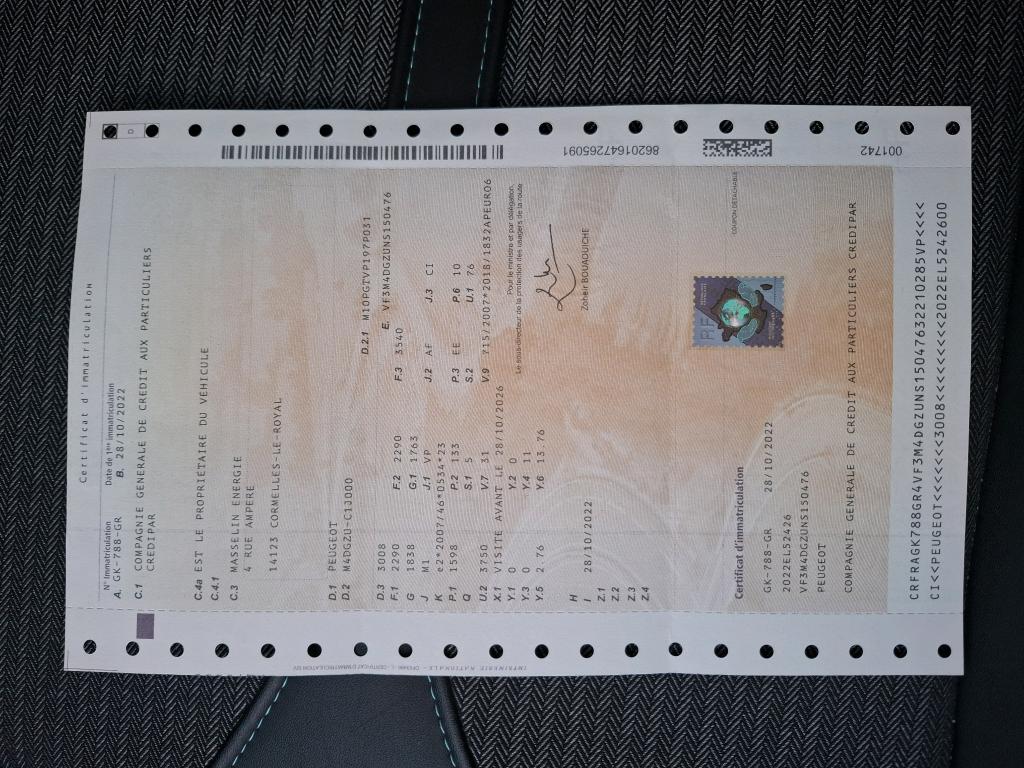 Certificat d'immatriculation
N° Immatriculation Date de 1ère immatriculation
A. GK-788-GR B. 28/10/2022
C.1 COMPAGNIE GENERALE DE CREDIT AUX PARTICULIERS
CREDIPAR
C.4a EST LE PROPRIÉTAIRE DU VEHICULE
C.4.1
C.3 MASSELIN ENERGIE
4 RUE AMPERE
14123 CORMELLES-LE-ROYAL
D.1 PEUGEOT
D.2 M4DGZU-C1J000 D.2.1 M10PGTVP197P031
D.3 3008 E. VF3M4DGZUNS150476
F.1 2290 F.2 2290 F.3 3540
G 1838 G.1 1763
J M1 J.1 VP J.2 AF J.3 CI
K e2*2007/46*0534*23
P.1 1598 P.2 133 P.3 EE P.6 10
Q S.1 5 S.2 U.1 76
U.2 3750 V.7 31 V.9 715/2007*2018/1832APEURO6
X.1 VISITE AVANT LE 28/10/2026
Y.1 0 Y.2 0
Y.3 0 Y.4 11
Y.5 2.76 Y.6 13.76
Pour le ministre et par délégation,
Le sous-directeur de la protection des usagers de la route
Zoheir BOUAOUICHE
H
I 28/10/2022
Z.1
Z.2
Z.3
Z.4
COUPON DÉTACHABLE
Certificat d'immatriculation
GK-788-GR 28/10/2022
2022EL52426
VF3M4DGZUNS150476
PEUGEOT
COMPAGNIE GENERALE DE CREDIT AUX PARTICULIERS CREDIPAR
RF
CRFRAGK788GR4VF3M4DGZUNS15047632210285VP<<<<
CI<<PEUGEOT<<<<<<<3008<<<<<<<<<2022EL5242600
D
8620164726509​1
001742
IMPRIMERIE NATIONALE